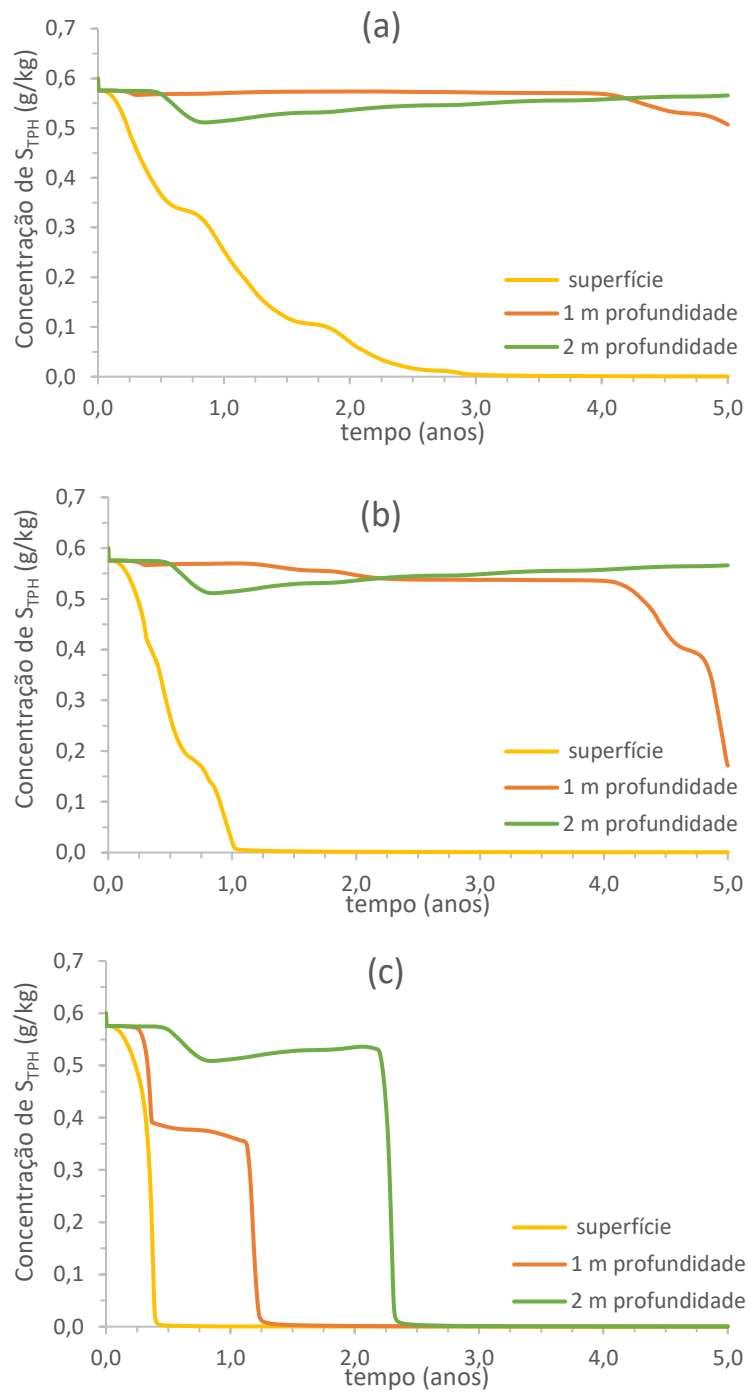 (a)
Concentração de STPH (g/kg)
0,7
0,6
0,5
0,4
0,3
0,2
0,1
0,0
superfície
1 m profundidade
2 m profundidade
0,0 1,0 2,0 3,0 4,0 5,0
tempo (anos)
(b)
Concentração de STPH (g/kg)
0,7
0,6
0,5
0,4
0,3
0,2
0,1
0,0
superfície
1 m profundidade
2 m profundidade
0,0 1,0 2,0 3,0 4,0 5,0
tempo (anos)
(c)
Concentração de STPH (g/kg)
0,7
0,6
0,5
0,4
0,3
0,2
0,1
0,0
superfície
1 m profundidade
2 m profundidade
0,0 1,0 2,0 3,0 4,0 5,0
tempo (anos)